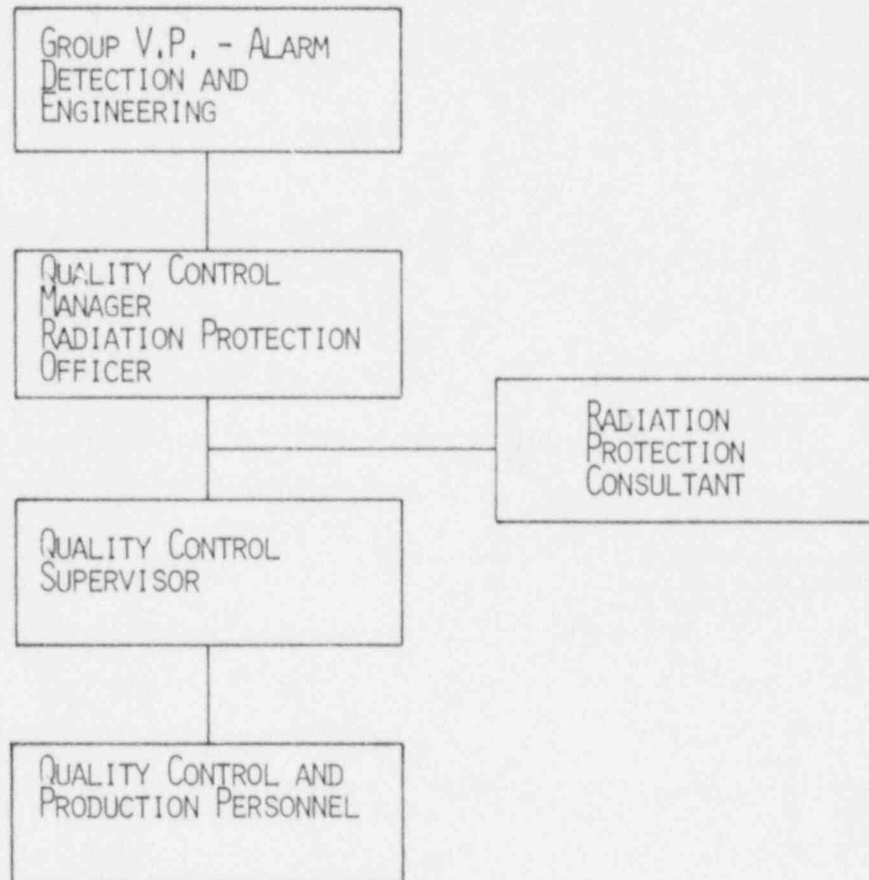 GROUP V.P. - ALARM
DETECTION AND
ENGINEERING
QUALITY CONTROL
MANAGER
RADIATION PROTECTION
OFFICER
RADIATION
PROTECTION
CONSULTANT
QUALITY CONTROL
SUPERVISOR
QUALITY CONTROL AND
PRODUCTION PERSONNEL